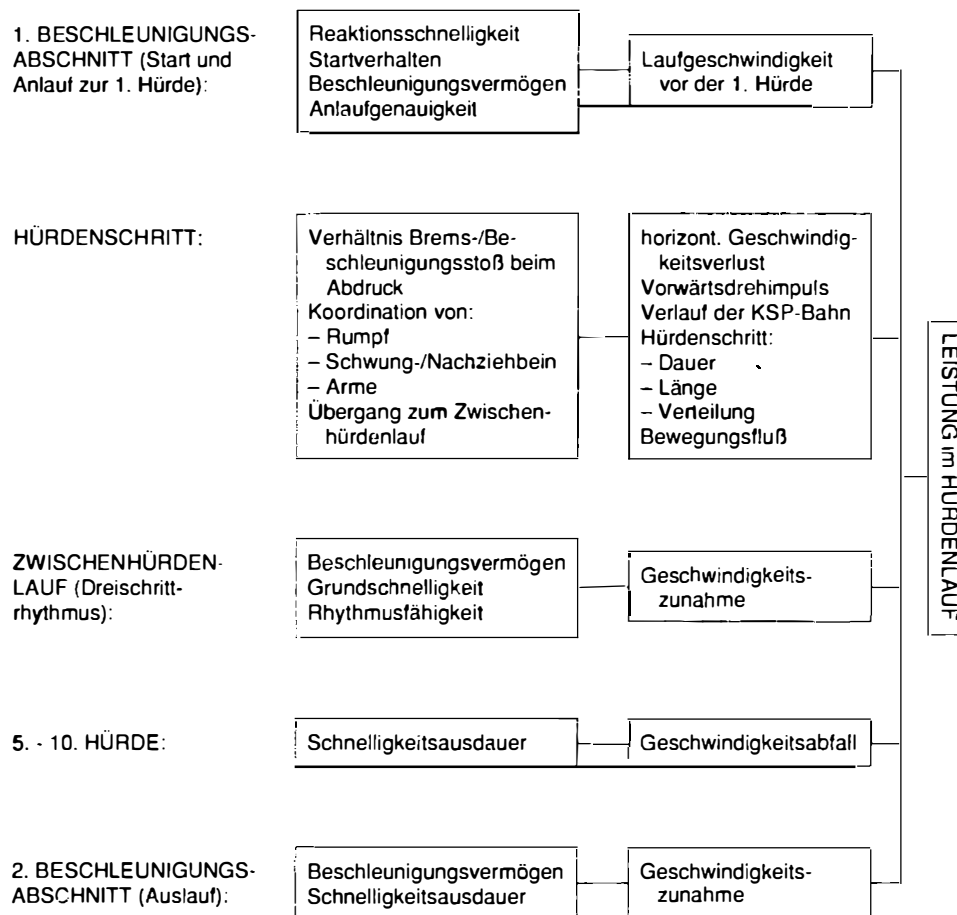 1. BESCHLEUNIGUNGS-
ABSCHNITT (Start und
Anlauf zur 1. Hürde):
Reaktionsschnelligkeit
Startverhalten
Beschleunigungsvermögen
Anlaufgenauigkeit
Laufgeschwindigkeit
vor der 1. Hürde
HÜRDENSCHRITT:
Verhältnis Brems-/Be-
schleunigungsstoß beim
Abdruck
Koordination von:
– Rumpf
– Schwung-/Nachziehbein
– Arme
Übergang zum Zwischen-
hürdenlauf
horizont. Geschwindig-
keitsverlust
Vorwärtsdrehimpuls
Verlauf der KSP-Bahn
Hürdenschritt:
– Dauer
– Länge
– Verteilung
Bewegungsfluß
ZWISCHENHÜRDEN-
LAUF (Dreischritt-
rhythmus):
Beschleunigungsvermögen
Grundschnelligkeit
Rhythmusfähigkeit
Geschwindigkeits-
zunahme
5. - 10. HÜRDE:
Schnelligkeitsausdauer
Geschwindigkeitsabfall
2. BESCHLEUNIGUNGS-
ABSCHNITT (Auslauf):
Beschleunigungsvermögen
Schnelligkeitsausdauer
Geschwindigkeits-
zunahme
LEISTUNG im HÜRDENLAUF